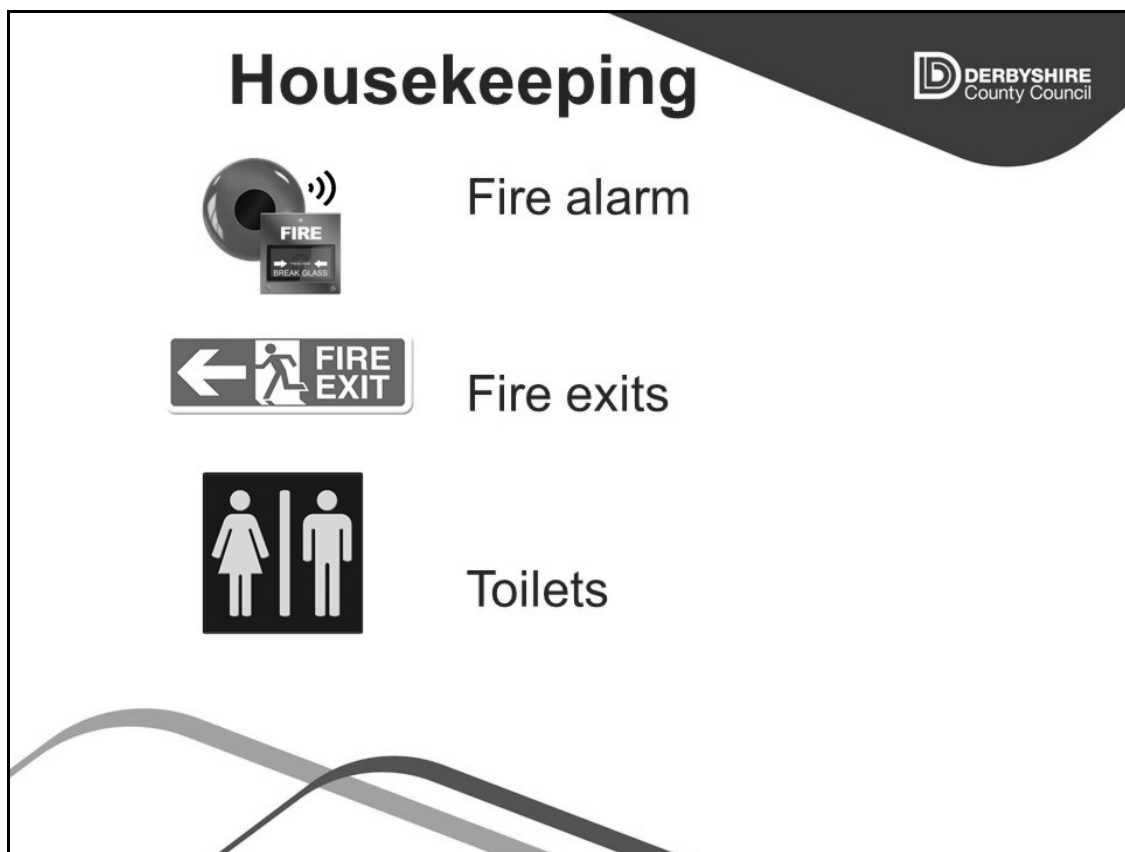 Housekeeping
DERBYSHIRE
County Council
Fire alarm
FIRE
BREAK GLASS
FIRE
EXIT
Fire exits
Toilets